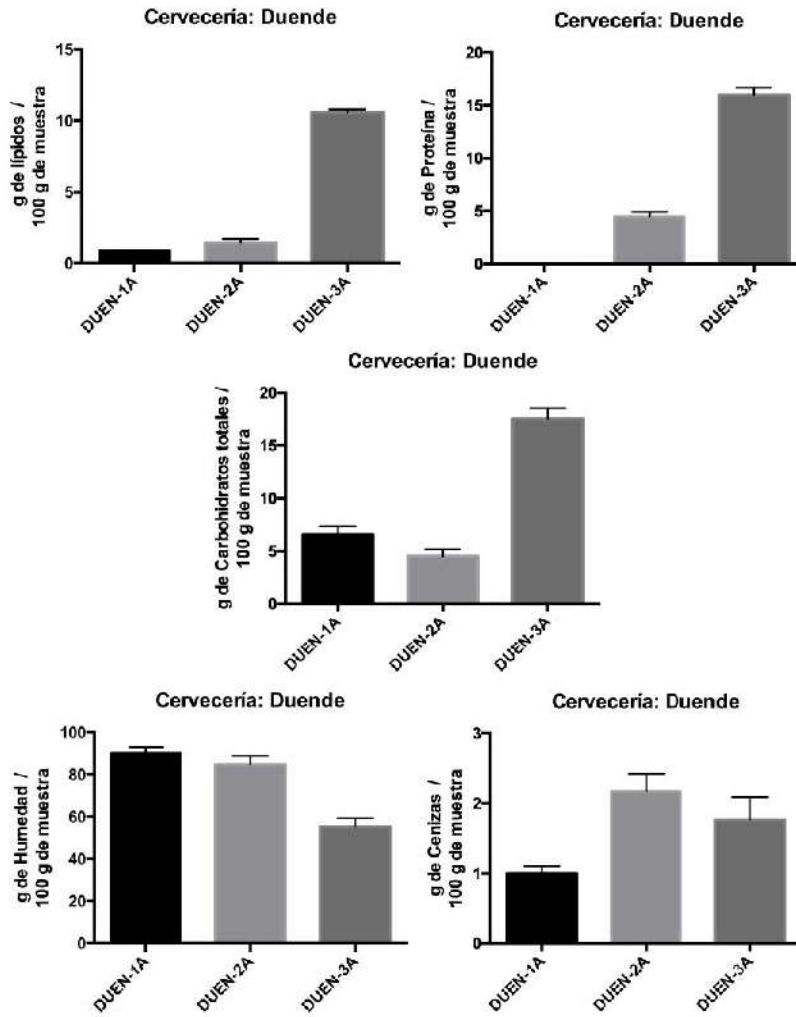 Cervecería: Duende
g de lípidos /
100 g de muestra
15
10
5
0
DUEN-1A
DUEN-2A
DUEN-3A
Cervecería: Duende
g de Proteína /
100 g de muestra
20
15
10
5
0
DUEN-1A
DUEN-2A
DUEN-3A
Cervecería: Duende
g de Carbohidratos totales /
100 g de muestra
20
15
10
5
0
DUEN-1A
DUEN-2A
DUEN-3A
Cervecería: Duende
g de Humedad /
100 g de muestra
100
80
60
40
20
0
DUEN-1A
DUEN-2A
DUEN-3A
Cervecería: Duende
g de Cenizas /
100 g de muestra
3
2
1
0
DUEN-1A
DUEN-2A
DUEN-3A